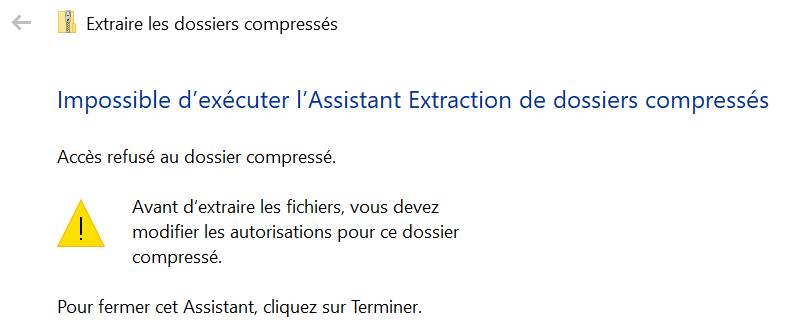 Extraire les dossiers compressés
Impossible d’exécuter l’Assistant Extraction de dossiers compressés
Accès refusé au dossier compressé.
Avant d’extraire les fichiers, vous devez
modifier les autorisations pour ce dossier
compressé.
Pour fermer cet Assistant, cliquez sur Terminer.